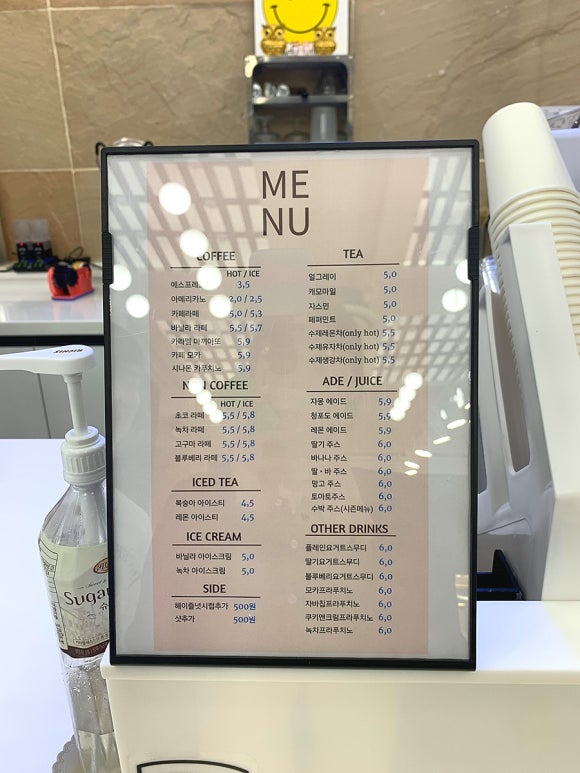 ME
NU
COFFEE
HOT / ICE
3,5
아메리카노 2,0 / 2,5
카페라떼 5,0 / 5,3
바닐라 라떼 5,5 / 5,7
카라멜 마끼아또 5,9
카페 모카 5,9
시나몬 카푸치노 5,9
COFFEE
HOT / ICE
초코 라떼 5,5 / 5,8
녹차 라떼 5,5 / 5,8
고구마 라떼 5,5 / 5,8
블루베리 라떼 5,5 / 5,8
ICED TEA
복숭아 아이스티 4,5
레몬 아이스티 4,5
ICE CREAM
바닐라 아이스크림 5,0
녹차 아이스크림 5,0
SIDE
헤이즐넛시럽추가 500원
샷추가 500원
TEA
얼그레이 5,0
캐모마일 5,0
자스민 5,0
페퍼민트 5,0
수제레몬차(only hot) 5,5
수제유자차(only hot) 5,5
수제생강차(only hot) 5,5
ADE / JUICE
자몽 에이드 5,9
청포도 에이드
레몬 에이드 5,9
딸기 주스 6,0
바나나 주스 6,0
딸·바 주스 6,0
망고 주스 6,0
토마토주스 6,0
수박 주스(시즌메뉴) 6,0
OTHER DRINKS
플레인요거트스무디 6,0
딸기요거트스무디 6,0
블루베리요거트스무디 6,0
모카프라푸치노 6,0
자바칩프라푸치노 6,0
쿠키앤크림프라푸치노 6,0
녹차프라푸치노 6,0
Sugar